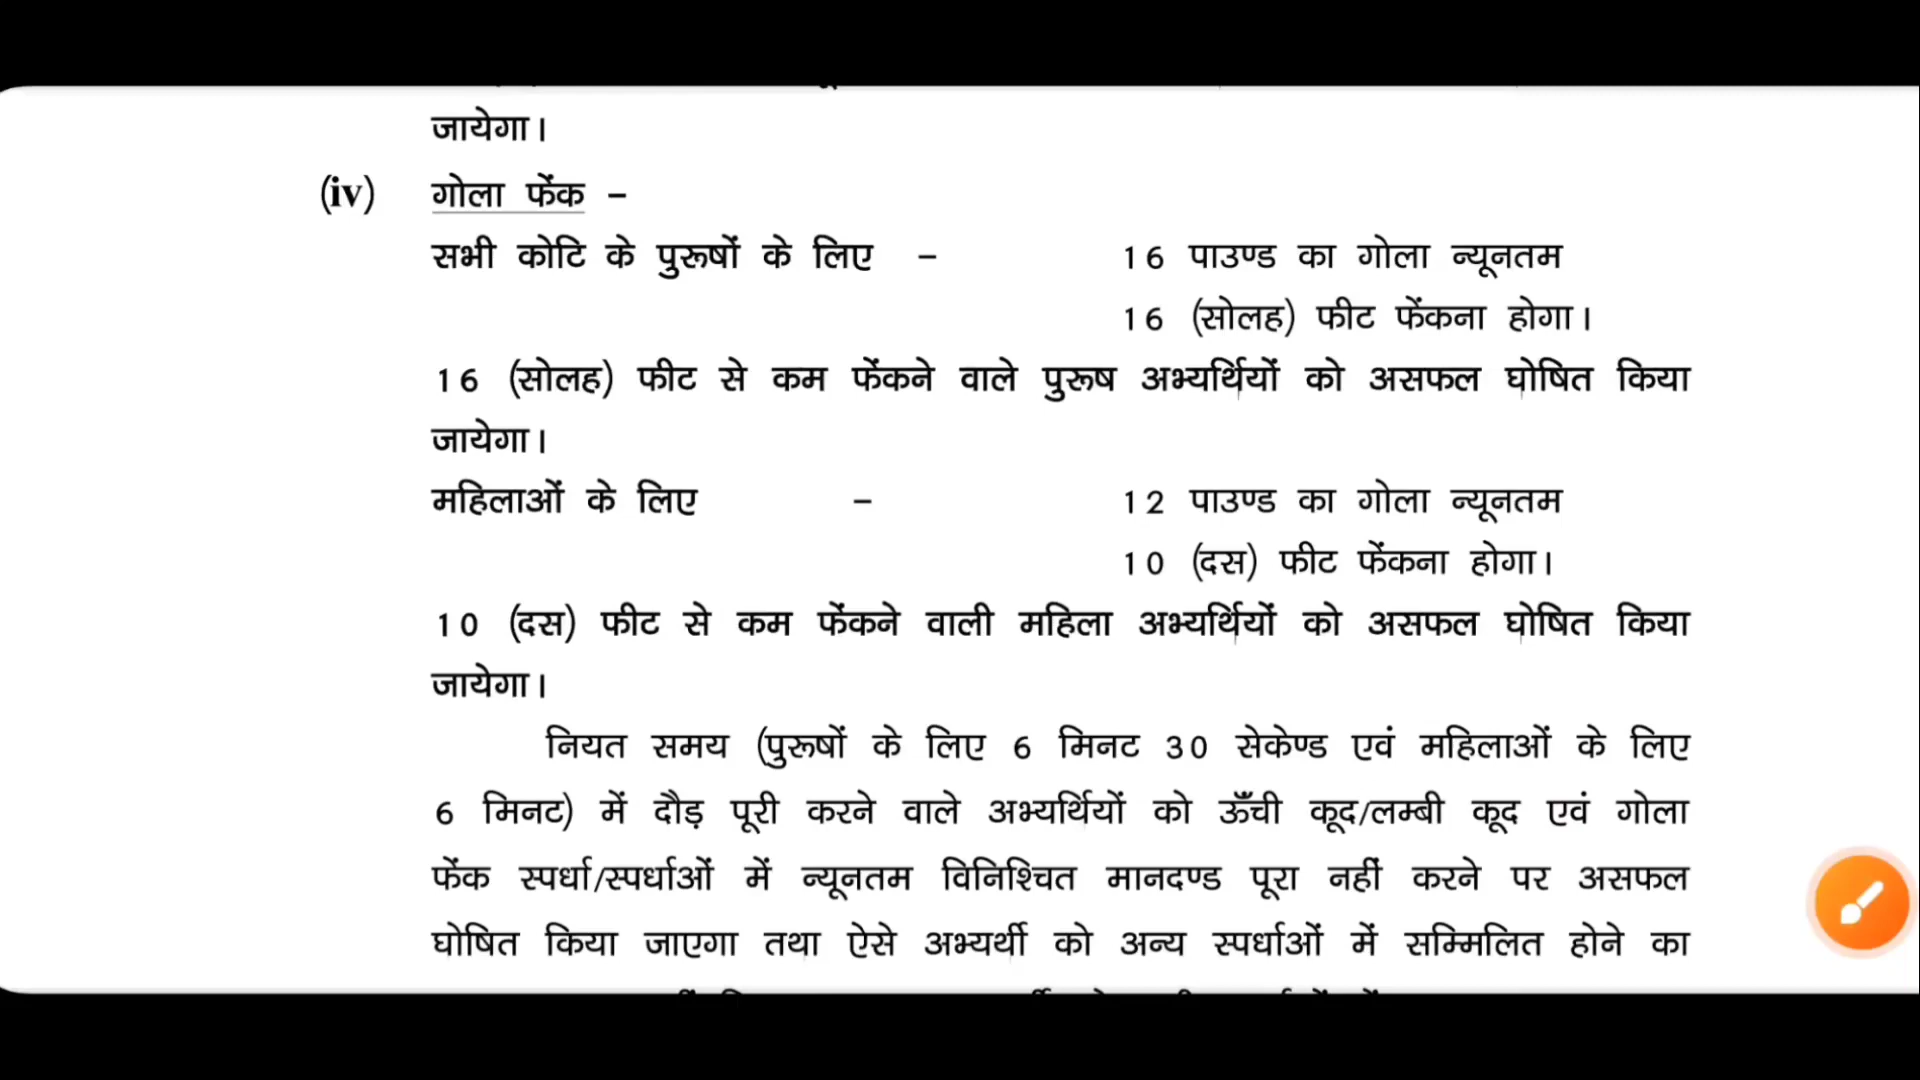 जायेगा।
(iv) गोला फेंक –
सभी कोटि के पुरूषों के लिए – 16 पाउण्ड का गोला न्यूनतम
16 (सोलह) फीट फेंकना होगा।
16 (सोलह) फीट से कम फेंकने वाले पुरूष अभ्यर्थियों को असफल घोषित किया
जायेगा।
महिलाओं के लिए – 12 पाउण्ड का गोला न्यूनतम
10 (दस) फीट फेंकना होगा।
10 (दस) फीट से कम फेंकने वाली महिला अभ्यर्थियों को असफल घोषित किया
जायेगा।
नियत समय (पुरूषों के लिए 6 मिनट 30 सेकेण्ड एवं महिलाओं के लिए
6 मिनट) में दौड़ पूरी करने वाले अभ्यर्थियों को ऊँची कूद/लम्बी कूद एवं गोला
फेंक स्पर्धा/स्पर्धाओं में न्यूनतम विनिश्चित मानदण्ड पूरा नहीं करने पर असफल
घोषित किया जाएगा तथा ऐसे अभ्यर्थी को अन्य स्पर्धाओं में सम्मिलित होने का